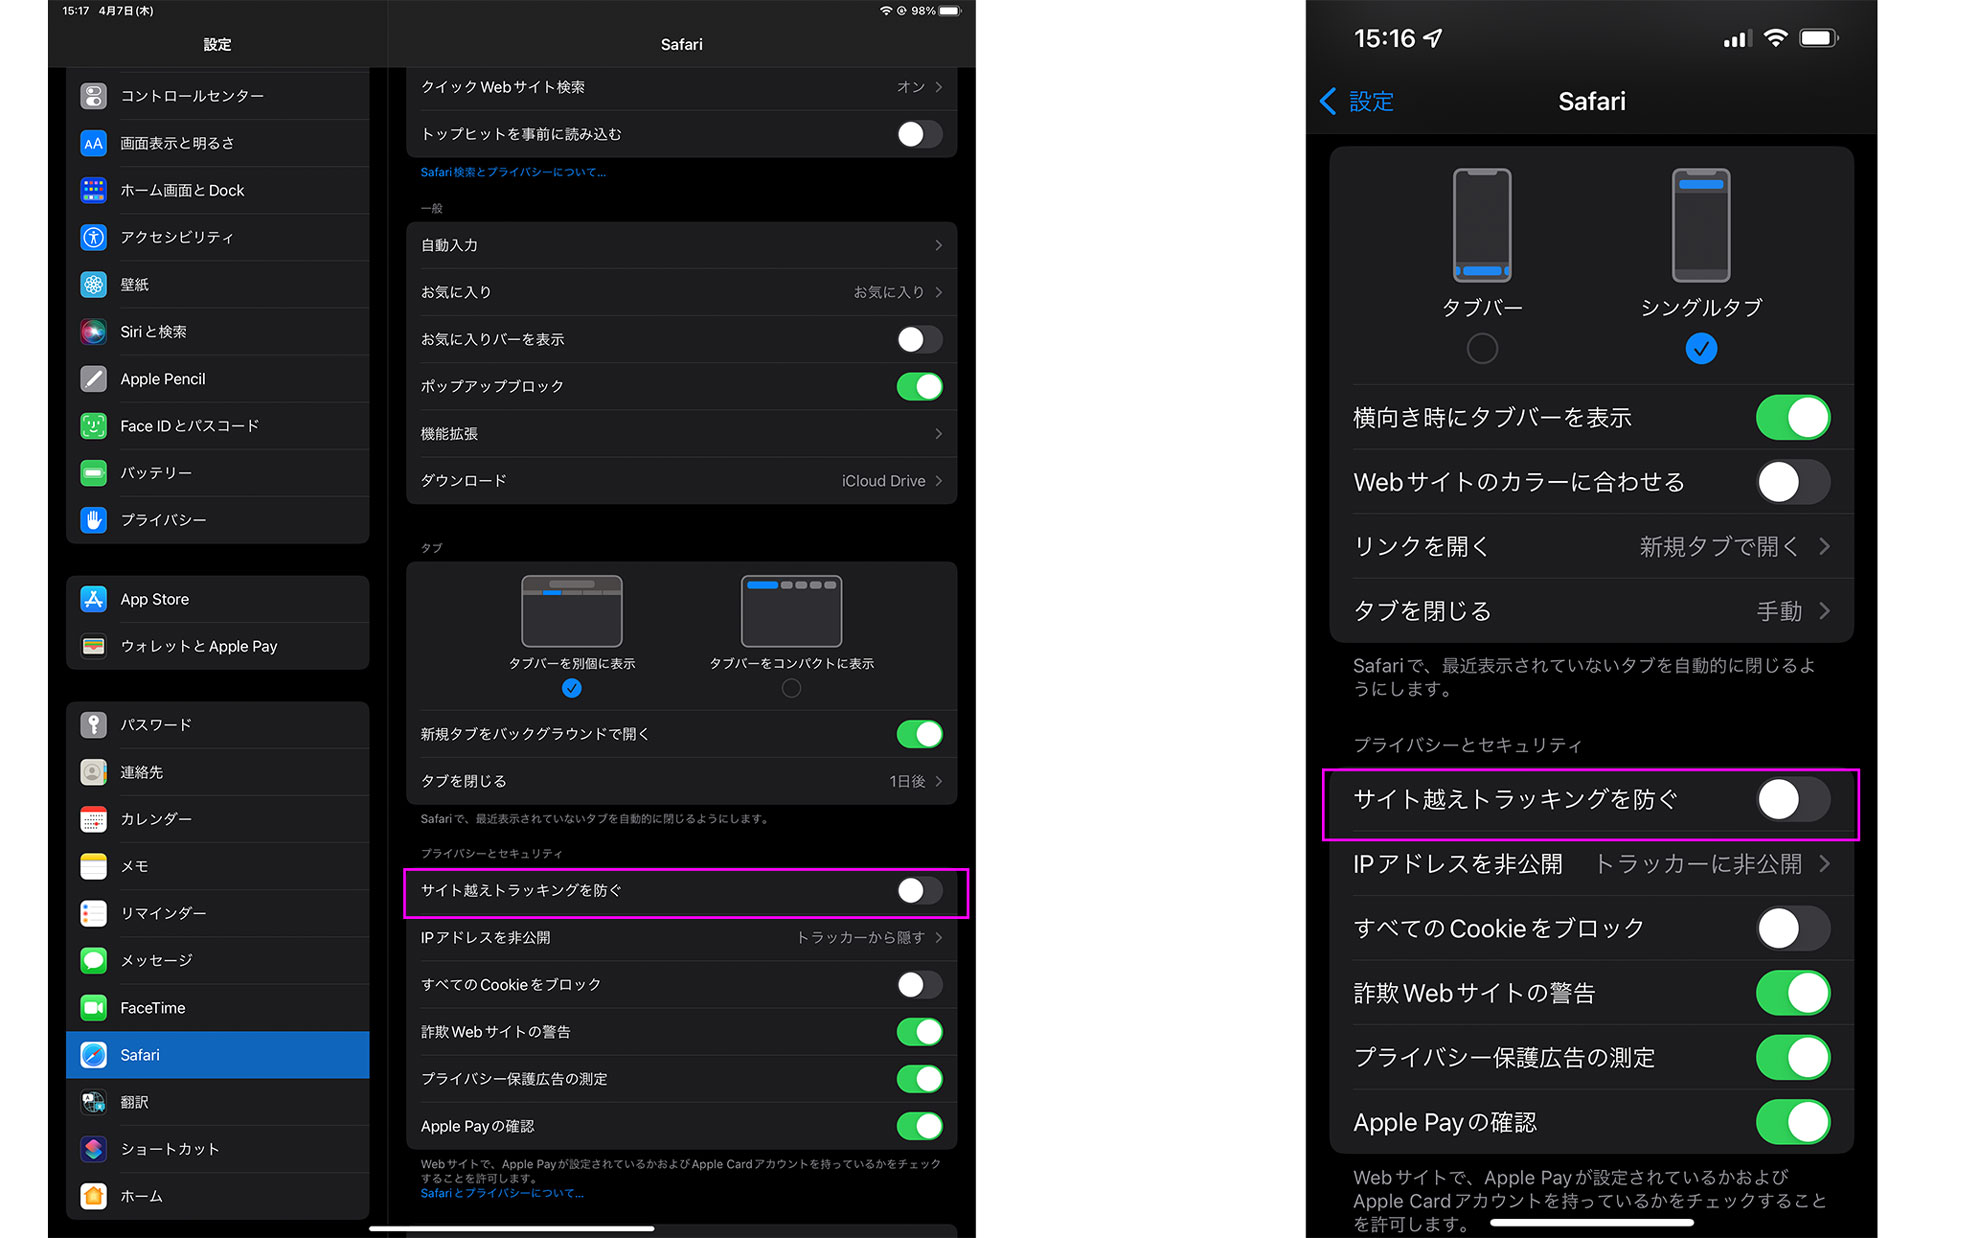 15:17 4月7日(木)
98%
設定
コントロールセンター
画面表示と明るさ
ホーム画面とDock
アクセシビリティ
壁紙
Siriと検索
Apple Pencil
Face IDとパスコード
バッテリー
プライバシー
App Store
ウォレットとApple Pay
パスワード
連絡先
カレンダー
メモ
リマインダー
メッセージ
FaceTime
Safari
翻訳
ショートカット
ホーム
Safari
クイックWebサイト検索 オン
トップヒットを事前に読み込む
Safari検索とプライバシーについて...
一般
自動入力
お気に入り お気に入り
お気に入りバーを表示
ポップアップブロック
機能拡張
ダウンロード iCloud Drive
タブ
タブバーを別個に表示 タブバーをコンパクトに表示
新規タブをバックグラウンドで開く
タブを閉じる 1日後
Safariで、最近表示されていないタブを自動的に閉じるようにします。
プライバシーとセキュリティ
サイト越えトラッキングを防ぐ
IPアドレスを非公開 トラッカーから隠す
すべてのCookieをブロック
詐欺Webサイトの警告
プライバシー保護広告の測定
Apple Payの確認
Webサイトで、Apple Payが設定されているかおよびApple Cardアカウントを持っているかをチェック
することを許可します。
Safariとプライバシーについて...
15:16
設定 Safari
タブバー シングルタブ
横向き時にタブバーを表示
Webサイトのカラーに合わせる
リンクを開く 新規タブで開く
タブを閉じる 手動
Safariで、最近表示されていないタブを自動的に閉じるよ
うにします。
プライバシーとセキュリティ
サイト越えトラッキングを防ぐ
IPアドレスを非公開 トラッカーに非公開
すべてのCookieをブロック
詐欺Webサイトの警告
プライバシー保護広告の測定
Apple Payの確認
Webサイトで、Apple Payが設定されているかおよび
Apple Cardアカウントを持っているかをチェックすること
を許可します。